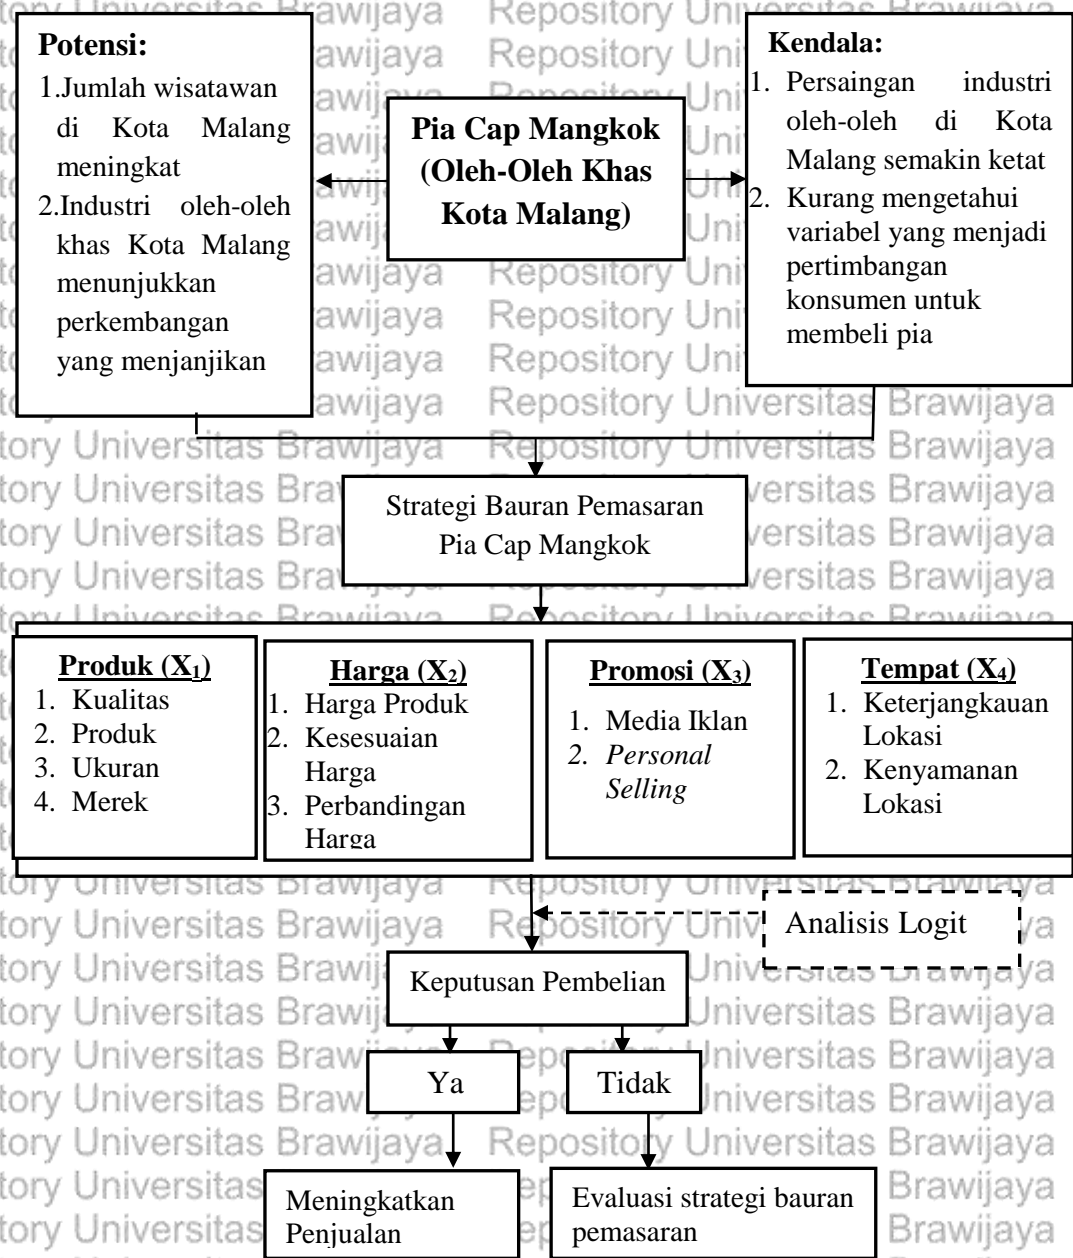 Potensi:
1.Jumlah wisatawan
di Kota Malang
meningkat
2.Industri oleh-oleh
khas Kota Malang
menunjukkan
perkembangan
yang menjanjikan
Pia Cap Mangkok
(Oleh-Oleh Khas
Kota Malang)
Kendala:
1. Persaingan industri
oleh-oleh di Kota
Malang semakin ketat
2. Kurang mengetahui
variabel yang menjadi
pertimbangan
konsumen untuk
membeli pia
Strategi Bauran Pemasaran
Pia Cap Mangkok
Produk (X1)
1. Kualitas
2. Produk
3. Ukuran
4. Merek
Harga (X2)
1. Harga Produk
2. Kesesuaian
Harga
3. Perbandingan
Harga
Promosi (X3)
1. Media Iklan
2. Personal
Selling
Tempat (X4)
1. Keterjangkauan
Lokasi
2. Kenyamanan
Lokasi
Analisis Logit
Keputusan Pembelian
Ya
Tidak
Meningkatkan
Penjualan
Evaluasi strategi bauran
pemasaran
Repository Universitas Brawijaya